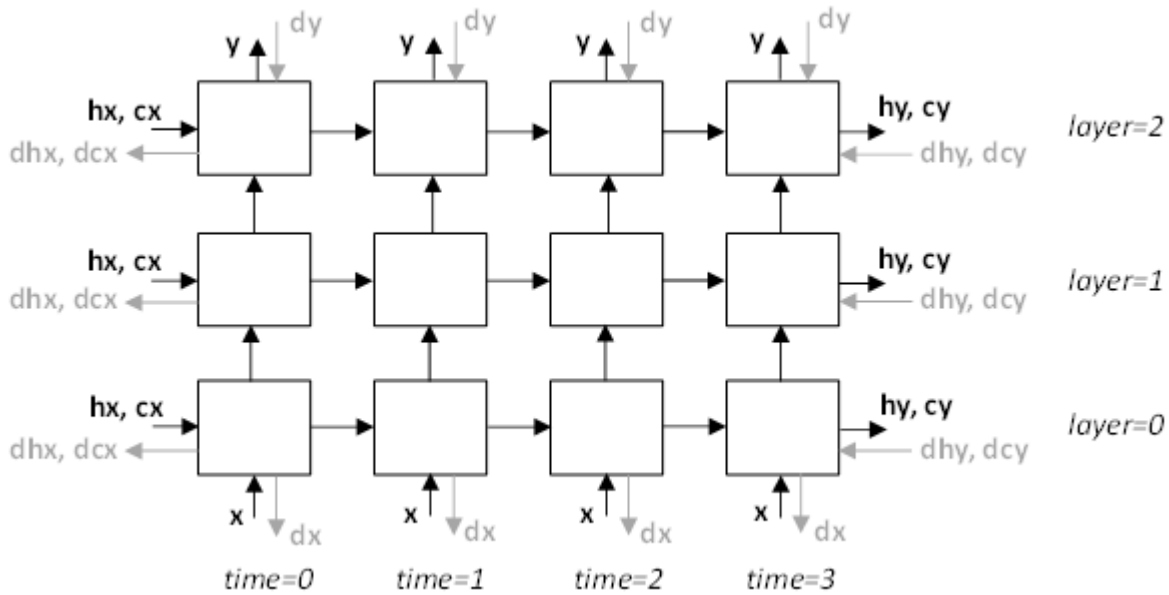 dy dy dy dy
y y y y
hx, cx hy, cy layer=2
dhx, dcx dhy, dcy
hx, cx hy, cy layer=1
dhx, dcx dhy, dcy
hx, cx hy, cy layer=0
dhx, dcx dhy, dcy
x x x x
dx dx dx dx
time=0 time=1 time=2 time=3